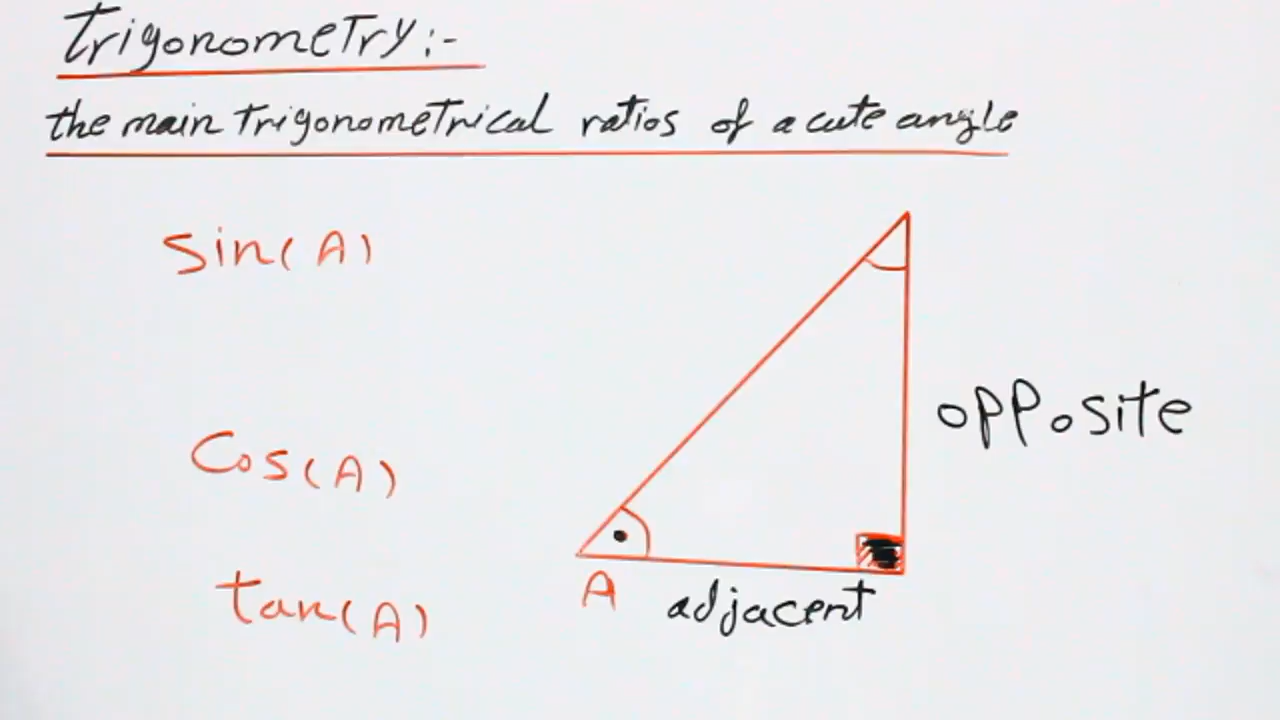 Trigonometry:-
the main trigonometrical ratios of acute angle
Sin(A)
opposite
Cos(A)
tan(A)
A
adjacent